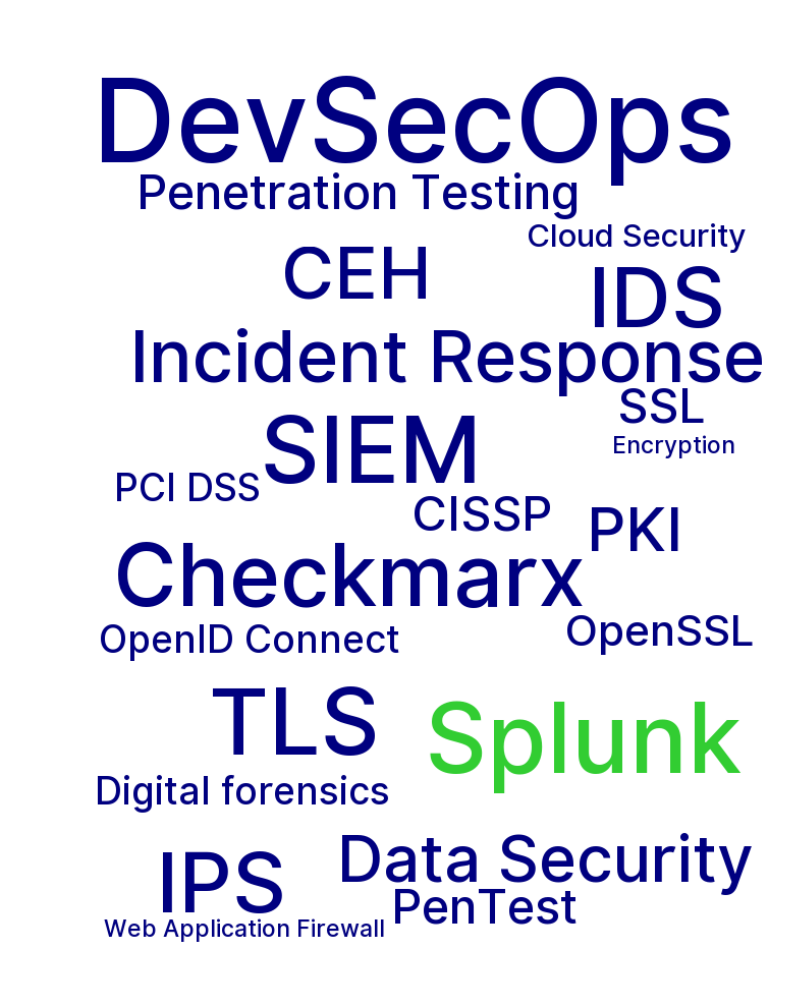 DevSecOps
Penetration Testing
Cloud Security
CEH
IDS
Incident Response
SSL
SIEM
Encryption
PCI DSS
CISSP
PKI
Checkmarx
OpenID Connect
OpenSSL
TLS
Splunk
Digital forensics
Data Security
IPS
PenTest
Web Application Firewall